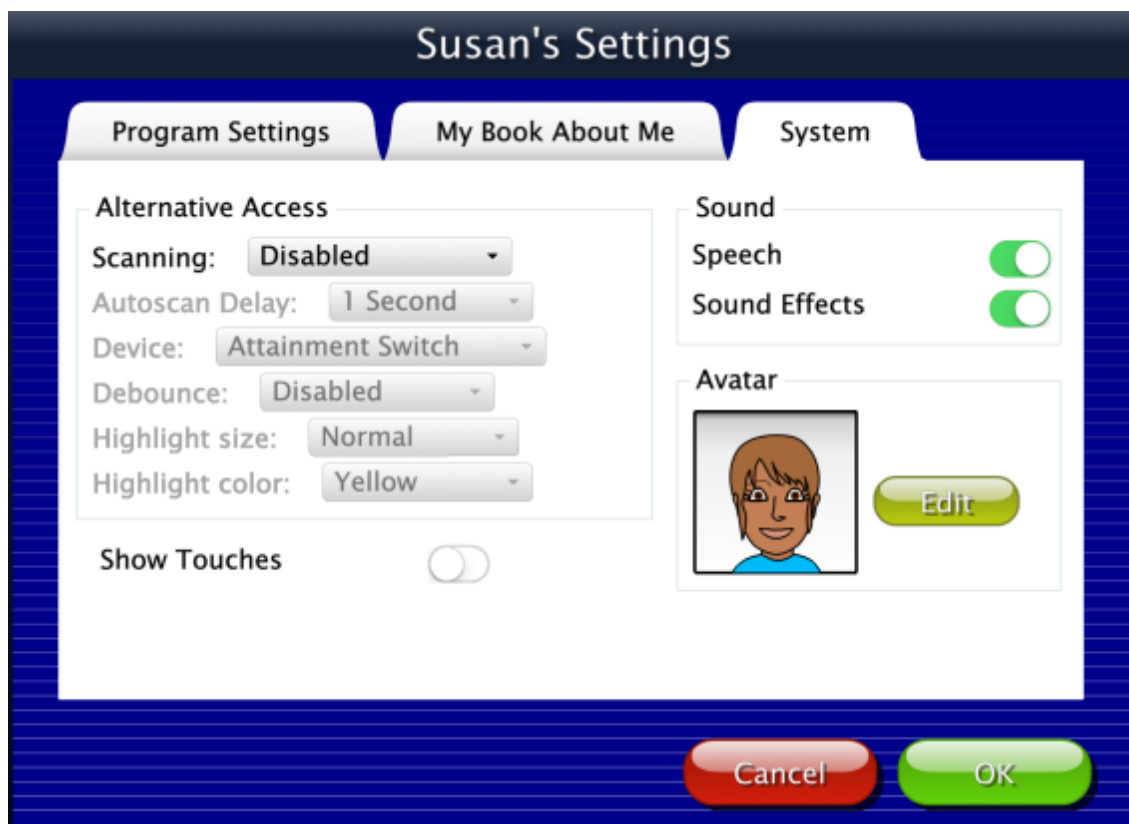 Susan's Settings
Program Settings
My Book About Me
System
Alternative Access
Scanning: Disabled
Autoscan Delay: 1 Second
Device: Attainment Switch
Debounce: Disabled
Highlight size: Normal
Highlight color: Yellow
Show Touches
Sound
Speech
Sound Effects
Avatar
Edit
Cancel
OK